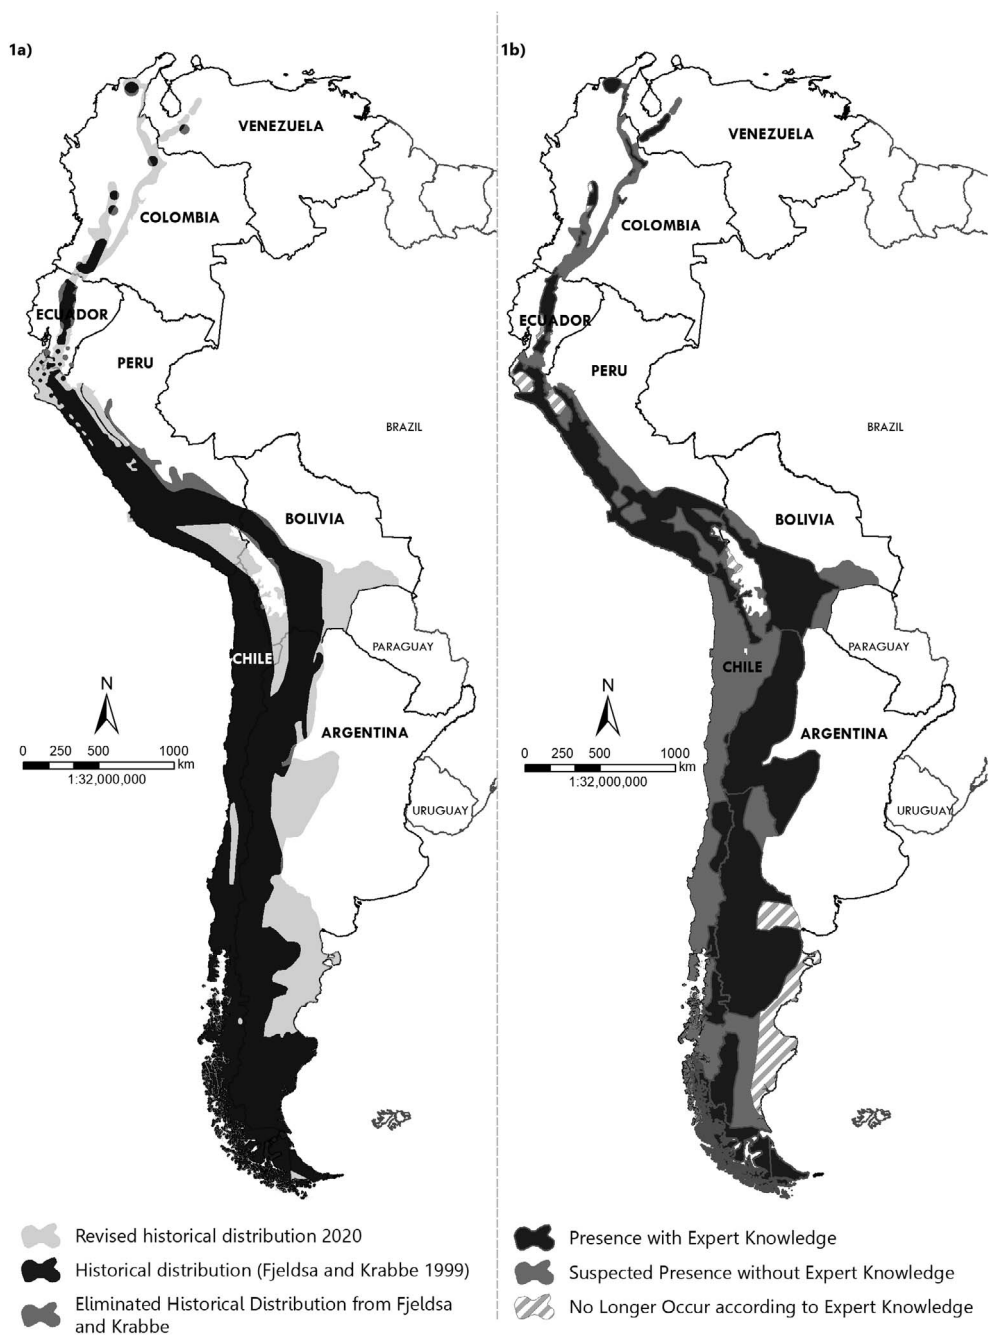 1a)
VENEZUELA
COLOMBIA
ECUADOR
PERU
BRAZIL
BOLIVIA
PARAGUAY
CHILE
N
ARGENTINA
0 250 500 1000
km
1:32,000,000
URUGUAY
Revised historical distribution 2020
Historical distribution (Fjeldsa and Krabbe 1999)
Eliminated Historical Distribution from Fjeldsa
and Krabbe
1b)
VENEZUELA
COLOMBIA
ECUADOR
PERU
BRAZIL
BOLIVIA
PARAGUAY
CHILE
N
ARGENTINA
0 250 500 1000
km
1:32,000,000
URUGUAY
Presence with Expert Knowledge
Suspected Presence without Expert Knowledge
No Longer Occur according to Expert Knowledge